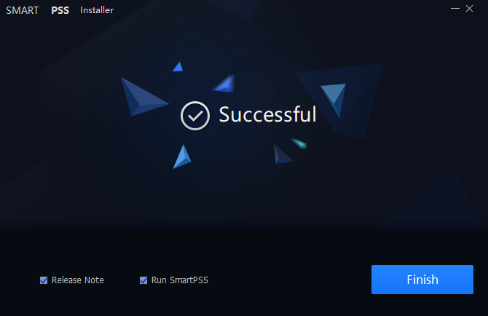 SMART PSS Installer
Successful
Release Note
Run SmartPSS
Finish